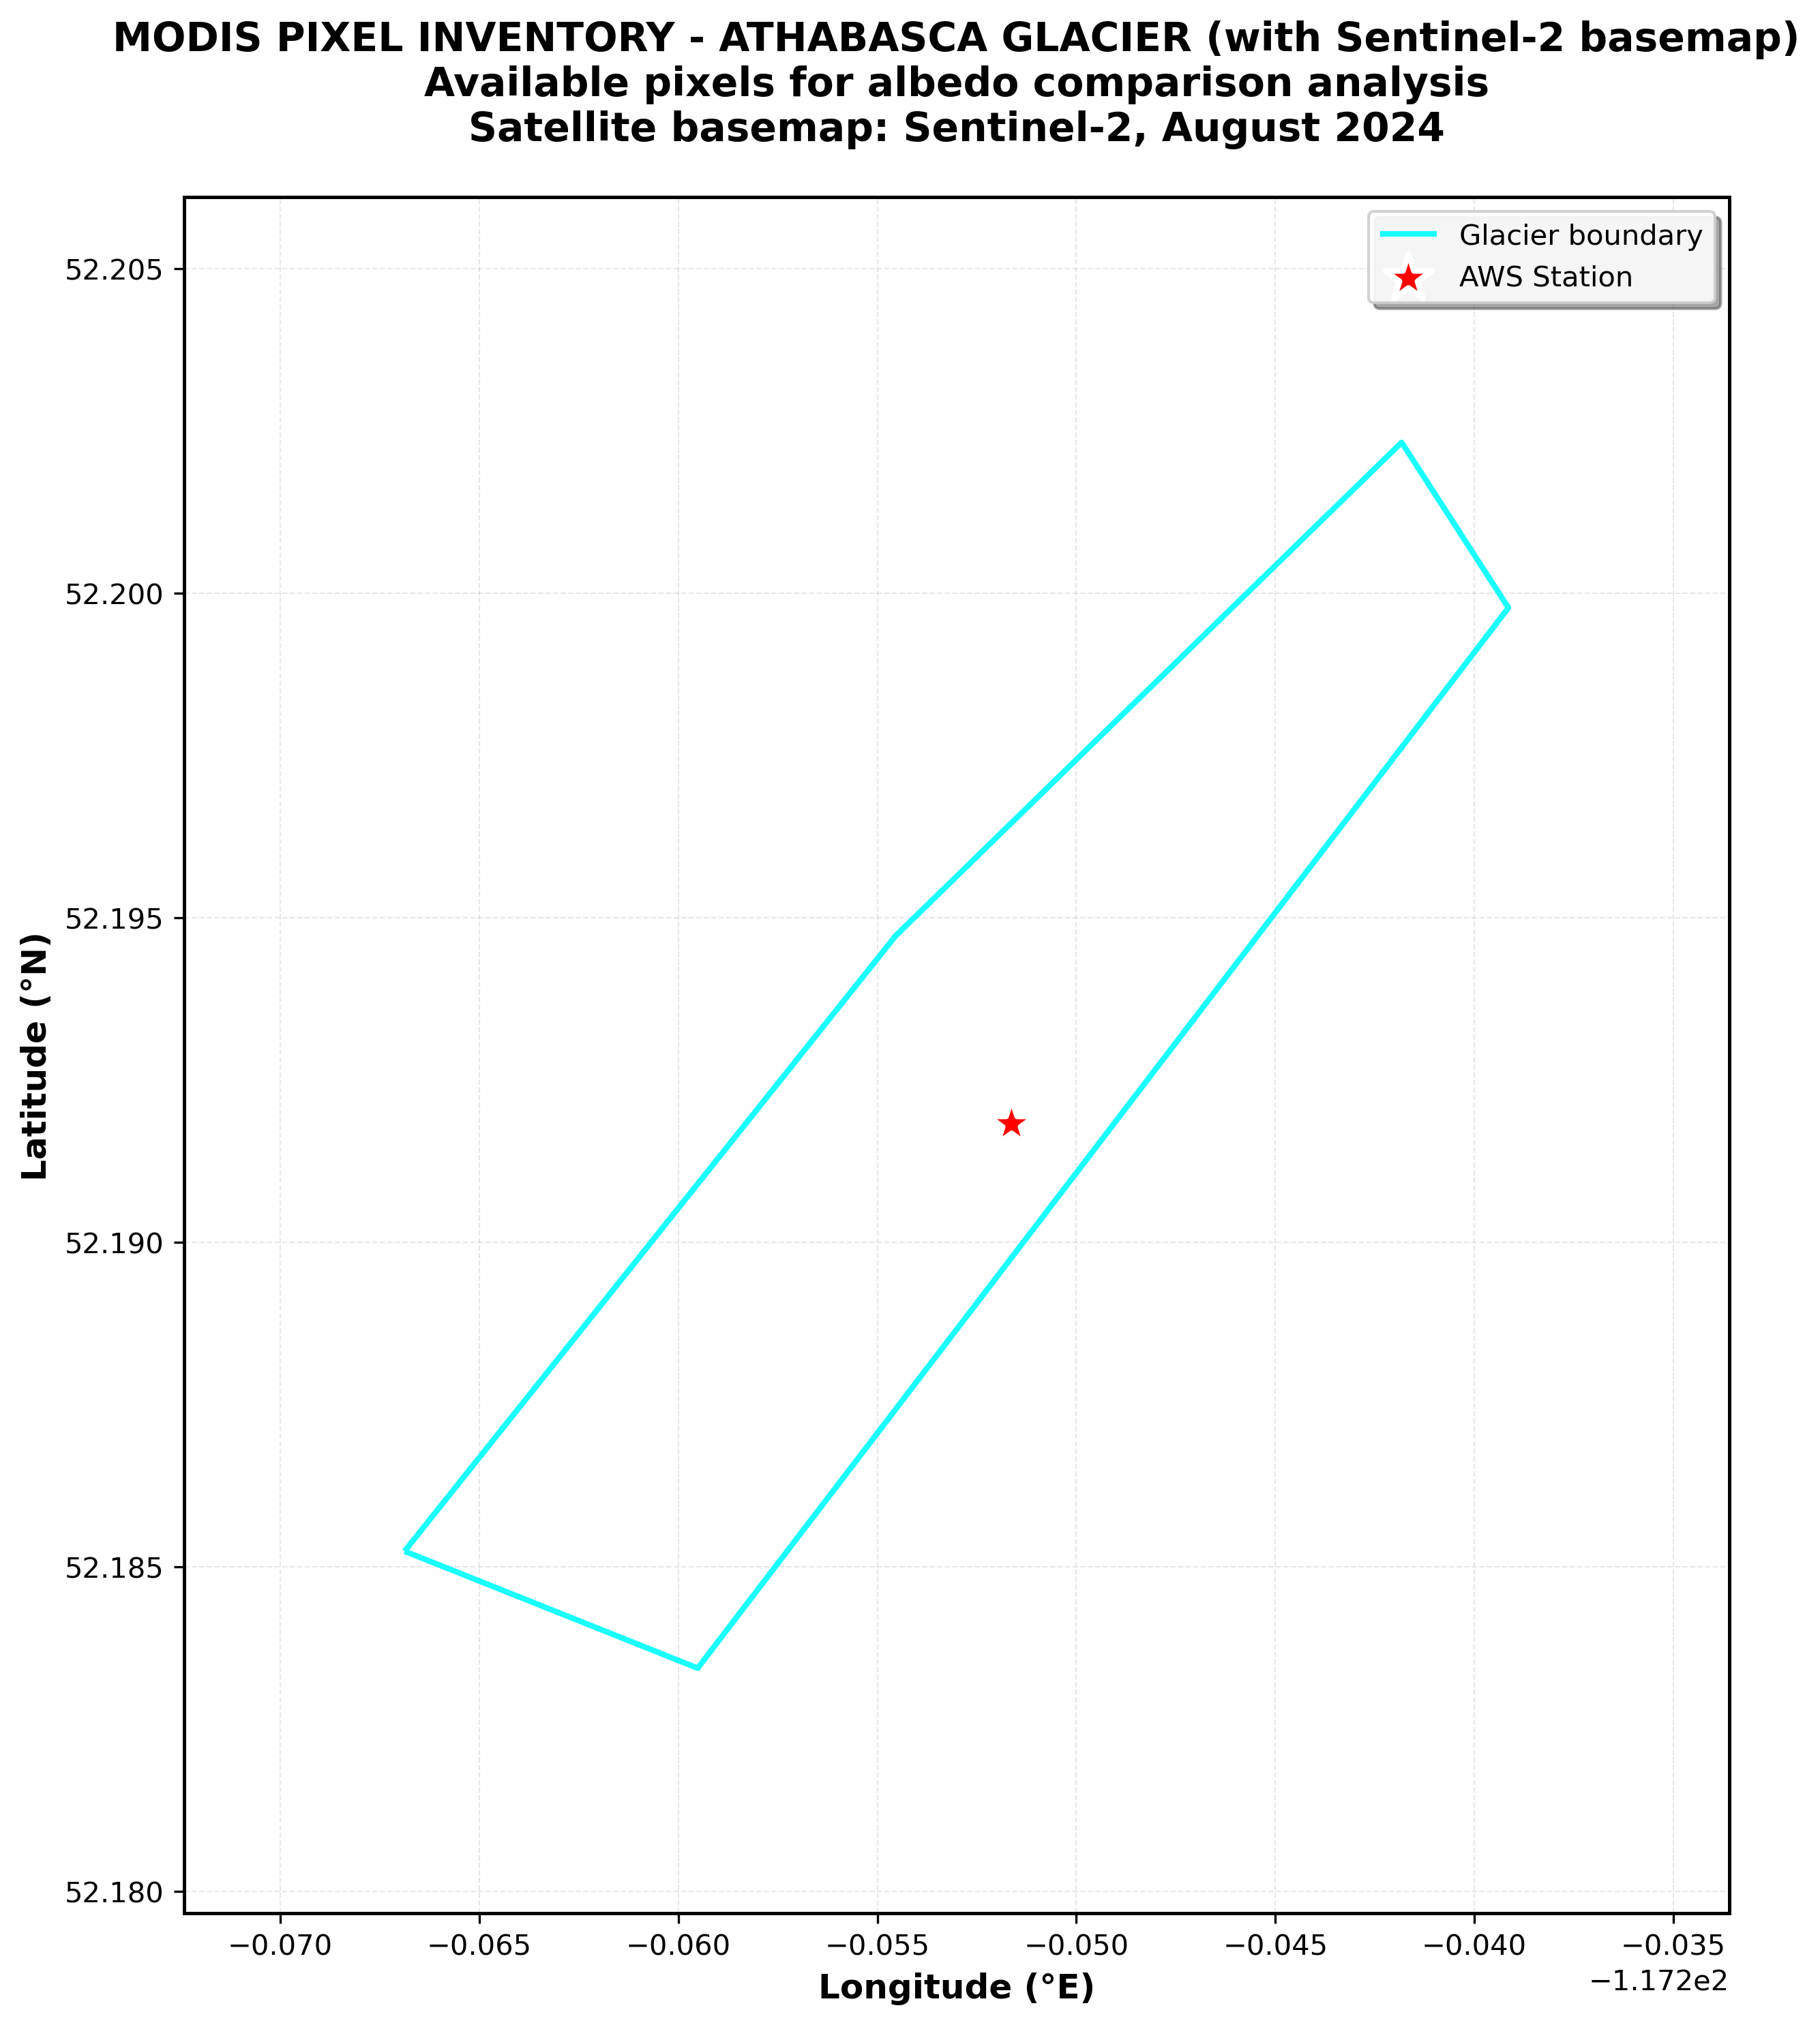 MODIS PIXEL INVENTORY - ATHABASCA GLACIER (with Sentinel-2 basemap)
Available pixels for albedo comparison analysis
Satellite basemap: Sentinel-2, August 2024
Glacier boundary
AWS Station
52.205
52.200
52.195
52.190
52.185
52.180
Latitude (°N)
−0.070 −0.065 −0.060 −0.055 −0.050 −0.045 −0.040 −0.035
−1.172e2
Longitude (°E)